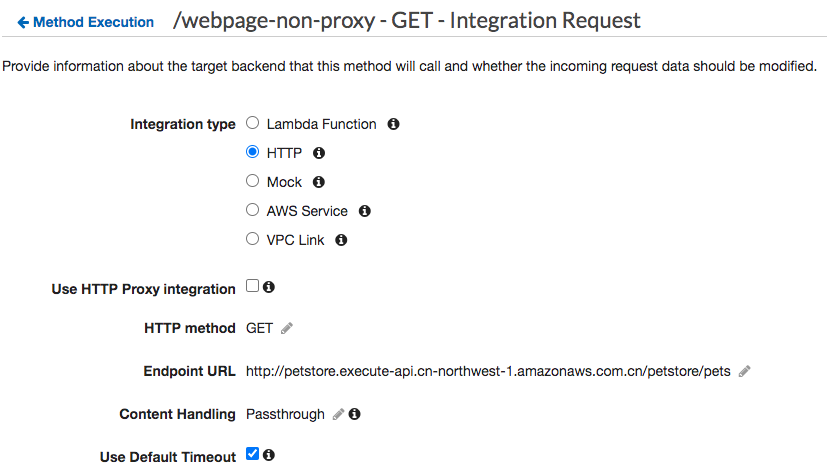 Method Execution /webpage-non-proxy - GET - Integration Request
Provide information about the target backend that this method will call and whether the incoming request data should be modified.
Integration type Lambda Function
HTTP
Mock
AWS Service
VPC Link
Use HTTP Proxy integration
HTTP method GET
Endpoint URL http://petstore.execute-api.cn-northwest-1.amazonaws.com.cn/petstore/pets
Content Handling Passthrough
Use Default Timeout